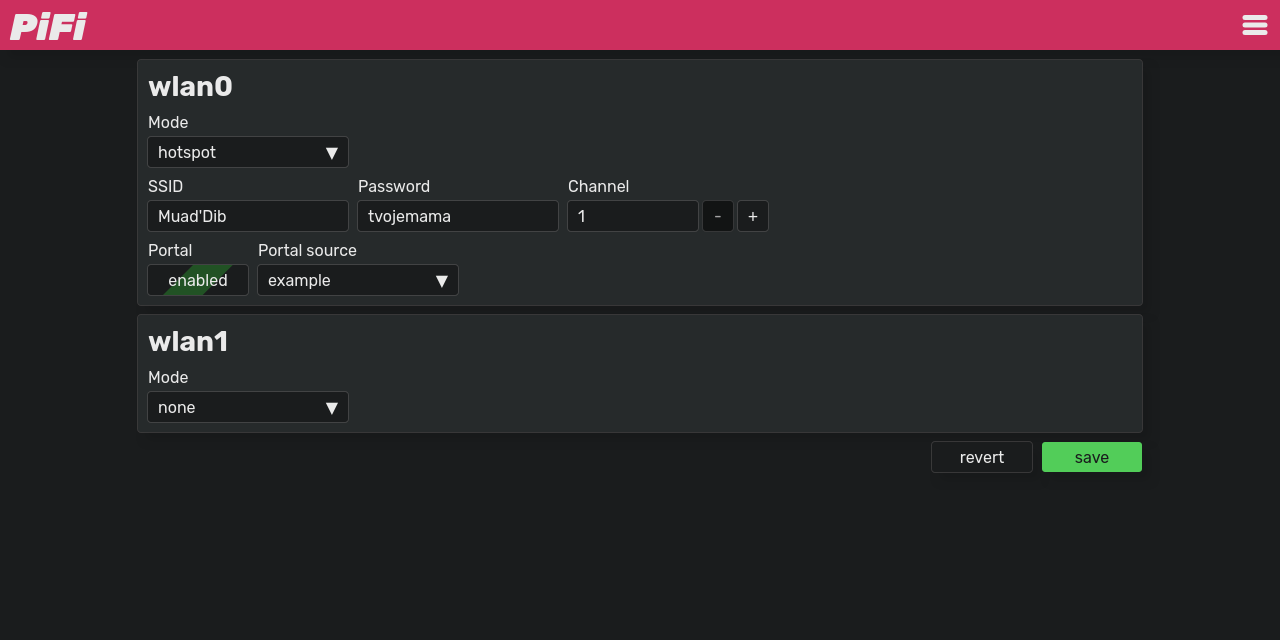 PiFi
wlan0
Mode
hotspot ▼
SSID Password Channel
Muad'Dib tvojemama 1 - +
Portal Portal source
enabled example ▼
wlan1
Mode
none ▼
revert save